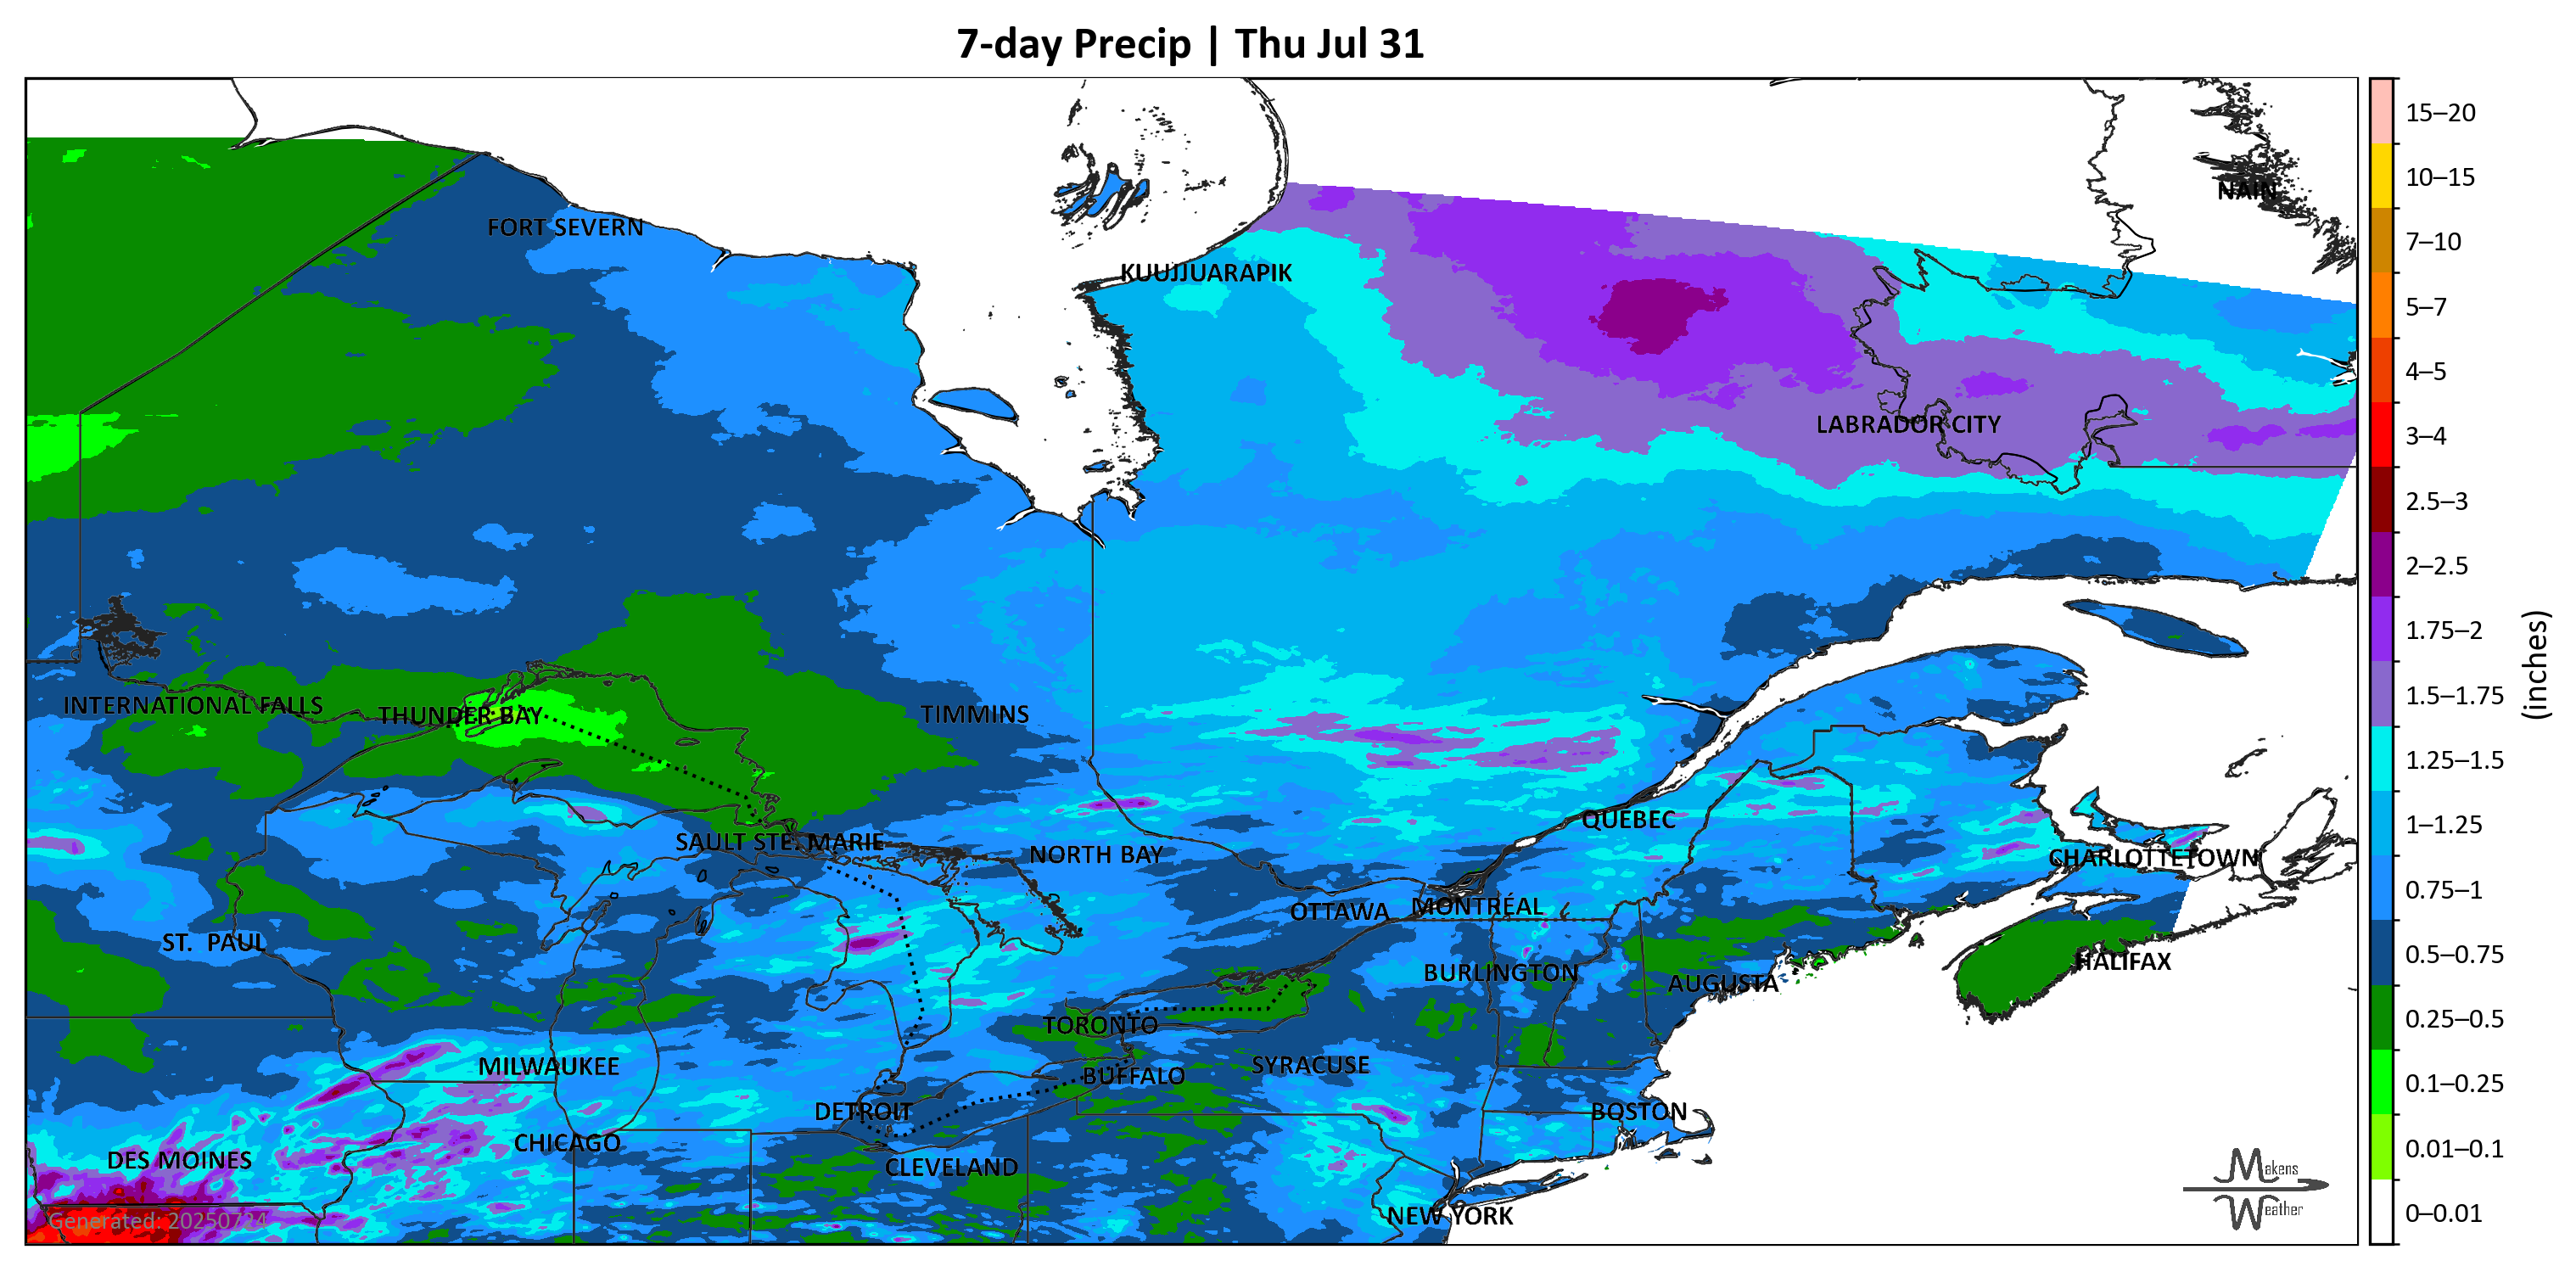 7-day Precip | Thu Jul 31
NAIN
FORT SEVERN
KUUJJUARAPIK
LABRADOR CITY
INTERNATIONAL FALLS
THUNDER BAY
TIMMINS
QUEBEC
SAULT STE. MARIE
NORTH BAY
CHARLOTTETOWN
OTTAWA
MONTRÉAL
ST. PAUL
HALIFAX
BURLINGTON
AUGUSTA
TORONTO
MILWAUKEE
SYRACUSE
BUFFALO
DETROIT
BOSTON
CHICAGO
DES MOINES
CLEVELAND
NEW YORK
Generated: 20250724
Makens
Weather
15–20
10–15
7–10
5–7
4–5
3–4
2.5–3
2–2.5
1.75–2
1.5–1.75
1.25–1.5
1–1.25
0.75–1
0.5–0.75
0.25–0.5
0.1–0.25
0.01–0.1
0–0.01
(inches)